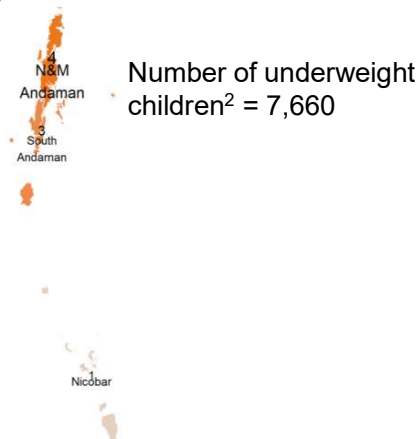 4
N&M
Andaman
Number of underweight
children² = 7,660
3
South
Andaman
1
Nicobar